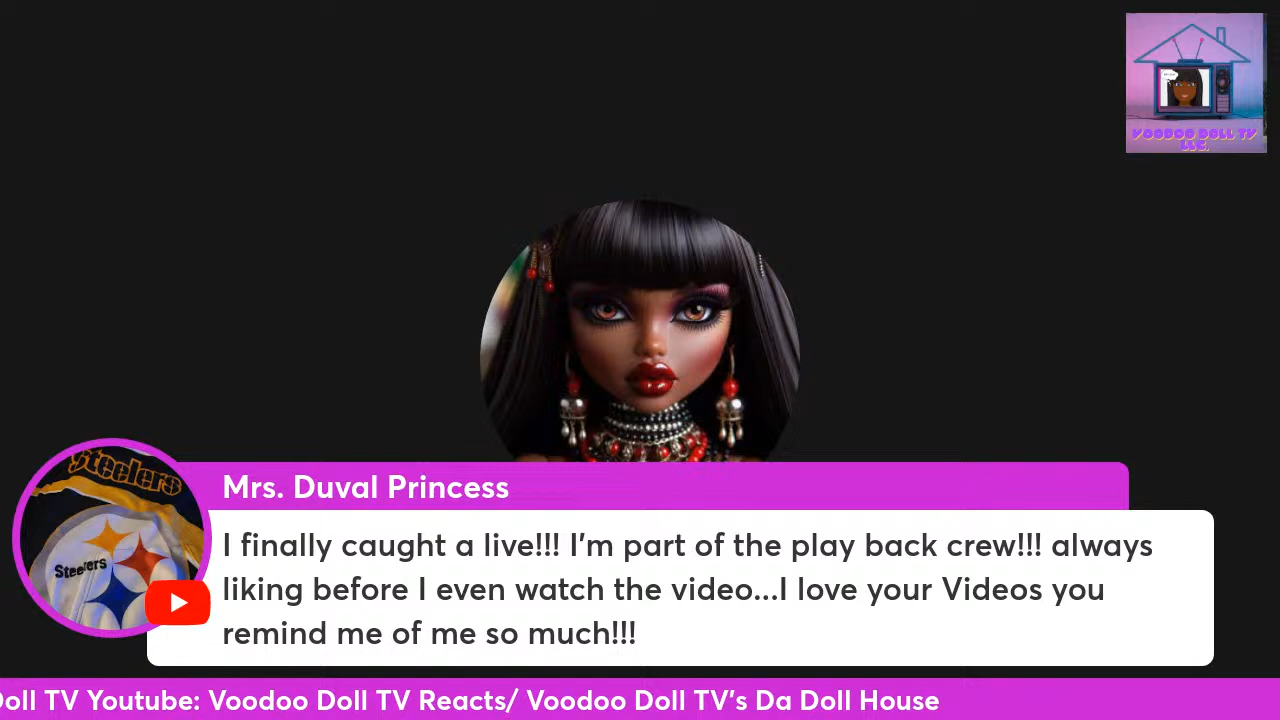 VOODOO DOLL TV
LLC.
Steelers
Steelers
Mrs. Duval Princess
I finally caught a live!!! I'm part of the play back crew!!! always
liking before I even watch the video...I love your Videos you
remind me of me so much!!!
Doll TV Youtube: Voodoo Doll TV Reacts/ Voodoo Doll TV's Da Doll House